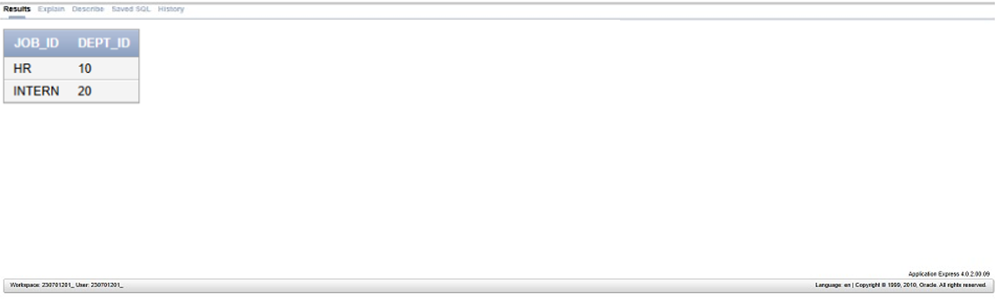 Results Explain Describe Saved SQL History
JOB_ID DEPT_ID
HR 10
INTERN 20
Application Express 4.0.2.00.09
Workspace: 230701201_ User: 230701201_ Language: en | Copyright © 1999, 2010, Oracle. All rights reserved.